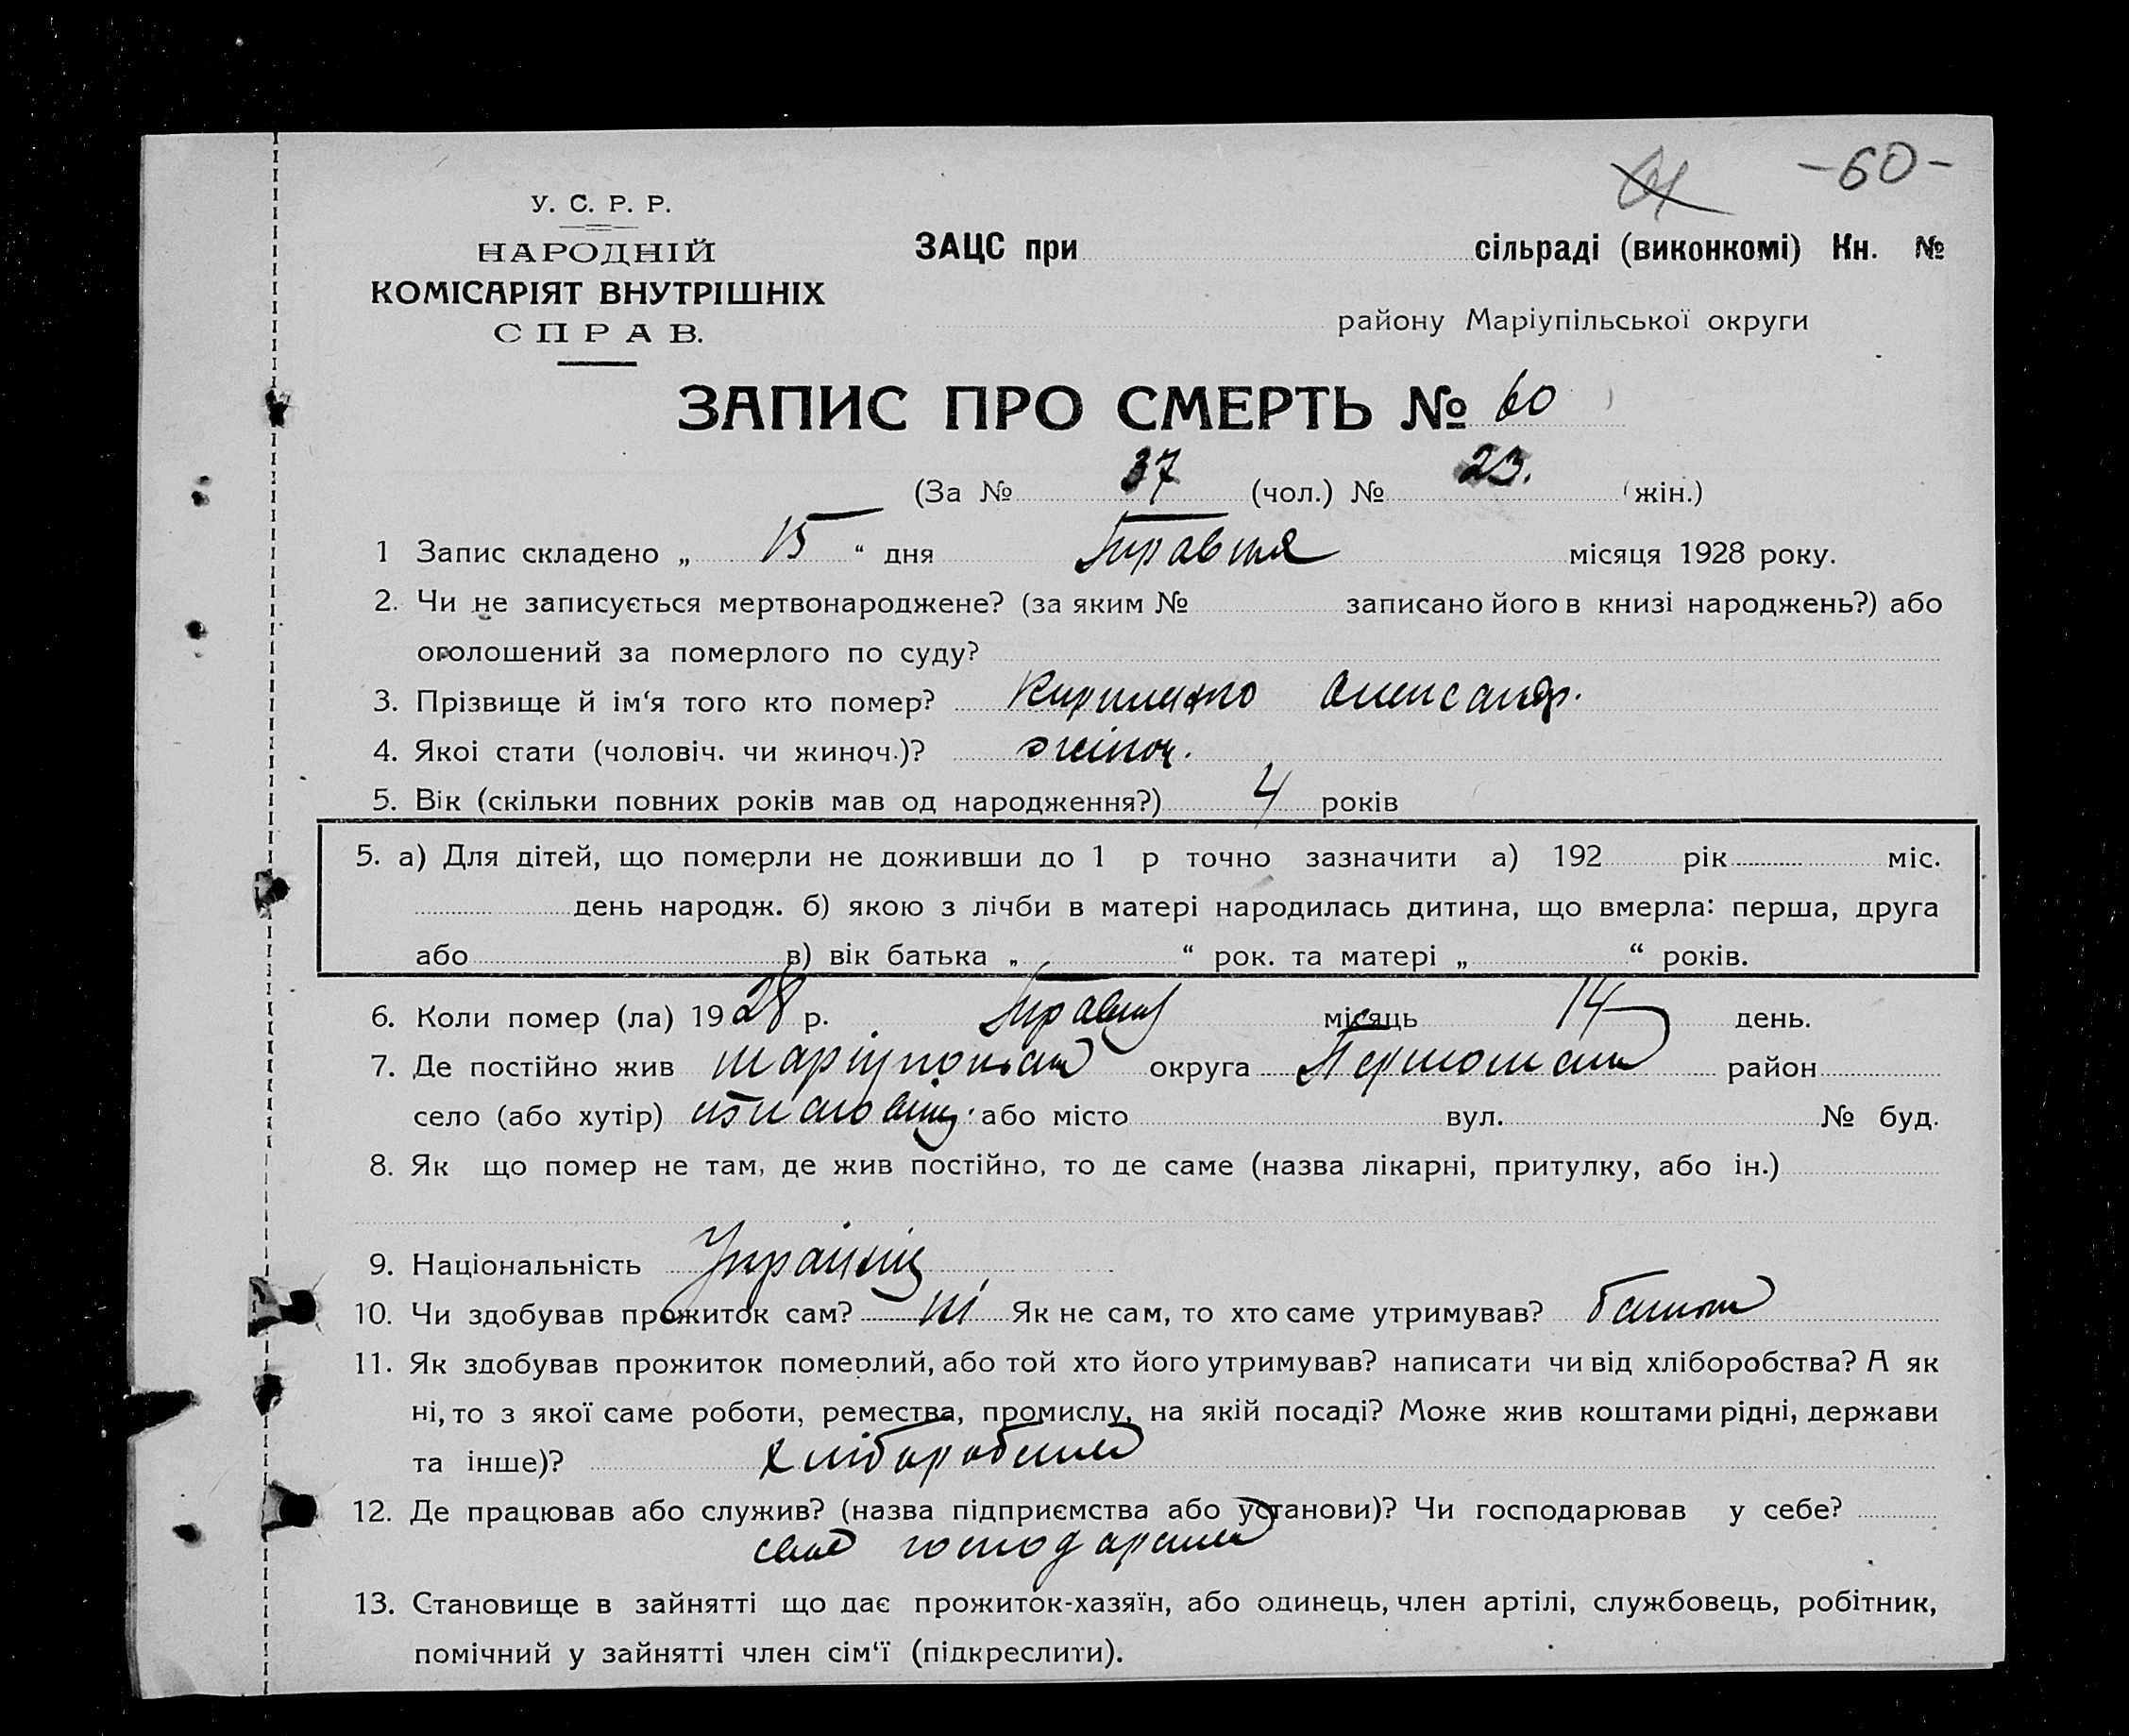 -60-
У. С. Р. Р.
НАРОДНІЙ
КОМІСАРІЯТ ВНУТРІШНІХ
СПРАВ.
ЗАЦС при сільраді (виконкомі) Кн. №
району Маріупільської округи
ЗАПИС ПРО СМЕРТЬ № 60
(За № 37 (чол.) № 23. (жін.)
1 Запис складено „ 15 “ дня Травня місяця 1928 року.
2. Чи не записується мертвонароджене? (за яким № записано його в книзі народжень?) або
оголошений за померлого по суду?
3. Прізвище й ім‘я того кто помер? Олександр.
4. Якоі стати (чоловіч. чи жиноч.)? жіноч.
5. Вік (скільки повних років мав од народження?) 4 років
5. а) Для дітей, що померли не доживши до 1 р точно зазначити а) 192 рік міс.
день народж. б) якою з лічби в матері народилась дитина, що вмерла: перша, друга
або в) вік батька „ “ рок. та матері „ “ років.
6. Коли помер (ла) 1928 р. Травня місяць 14 день.
7. Де постійно жив округа район
село (або хутір) або місто вул. № буд.
8. Як що помер не там, де жив постійно, то де саме (назва лікарні, притулку, або ін.)
9. Національність Українц
10. Чи здобував прожиток сам? ні Як не сам, то хто саме утримував? батько
11. Як здобував прожиток померлий, або той хто його утримував? написати чи від хліборобства? А як
ні, то з якої саме роботи, ремества, промислу, на якій посаді? Може жив коштами рідні, держави
та інше)?
12. Де працював або служив? (назва підприємства або установи)? Чи господарював у себе?
13. Становище в зайнятті що дає прожиток-хазяїн, або одинець, член артілі, службовець, робітник,
помічний у зайнятті член сім‘ї (підкреслити).